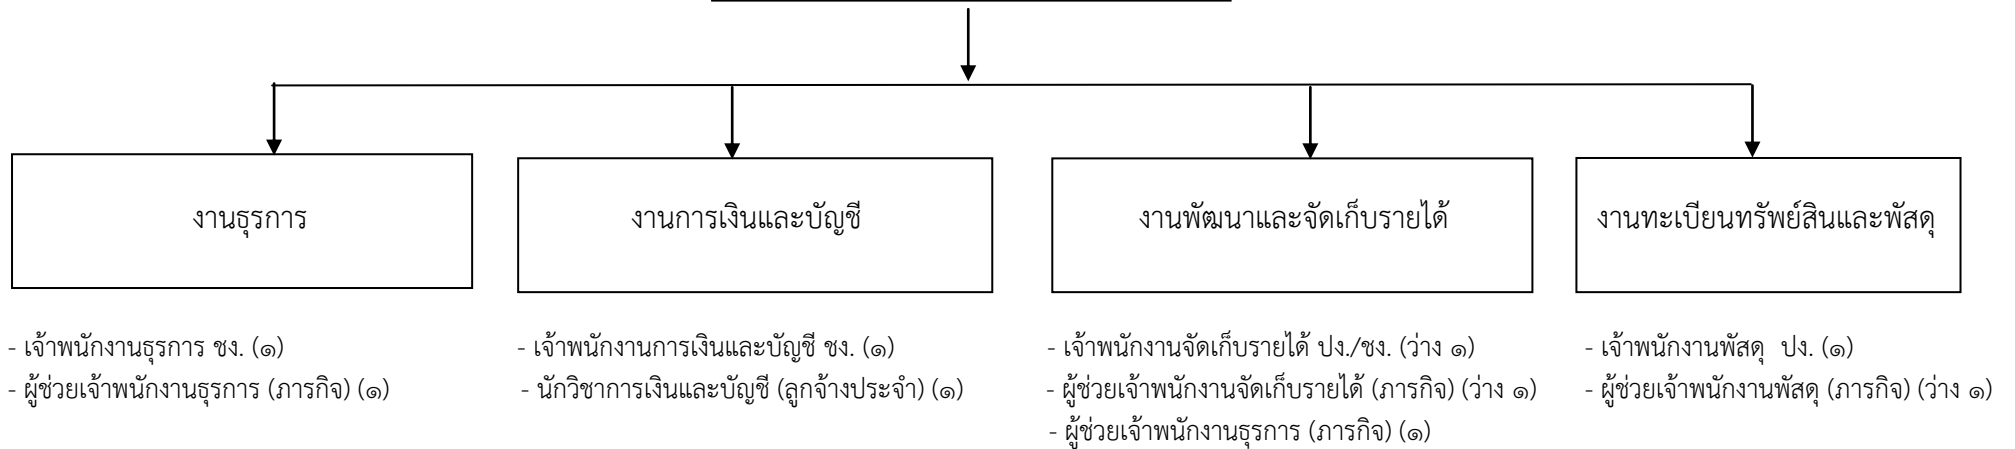 งานธุรการ
งานการเงินและบัญชี
งานพัฒนาและจัดเก็บรายได้
งานทะเบียนทรัพย์สินและพัสดุ
- เจ้าพนักงานธุรการ ชง. (๑)
- ผู้ช่วยเจ้าพนักงานธุรการ (ภารกิจ) (๑)
- เจ้าพนักงานการเงินและบัญชี ชง. (๑)
- นักวิชาการเงินและบัญชี (ลูกจ้างประจำ) (๑)
- เจ้าพนักงานจัดเก็บรายได้ ปง./ชง. (ว่าง ๑)
- ผู้ช่วยเจ้าพนักงานจัดเก็บรายได้ (ภารกิจ) (ว่าง ๑)
- ผู้ช่วยเจ้าพนักงานธุรการ (ภารกิจ) (๑)
- เจ้าพนักงานพัสดุ ปง. (๑)
- ผู้ช่วยเจ้าพนักงานพัสดุ (ภารกิจ) (ว่าง ๑)